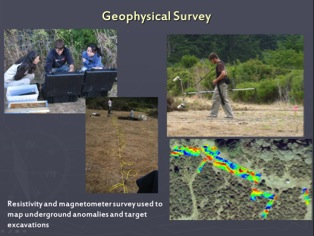 Geophysical Survey
Resistivity and magnetometer survey used to
map underground anomalies and target
excavations